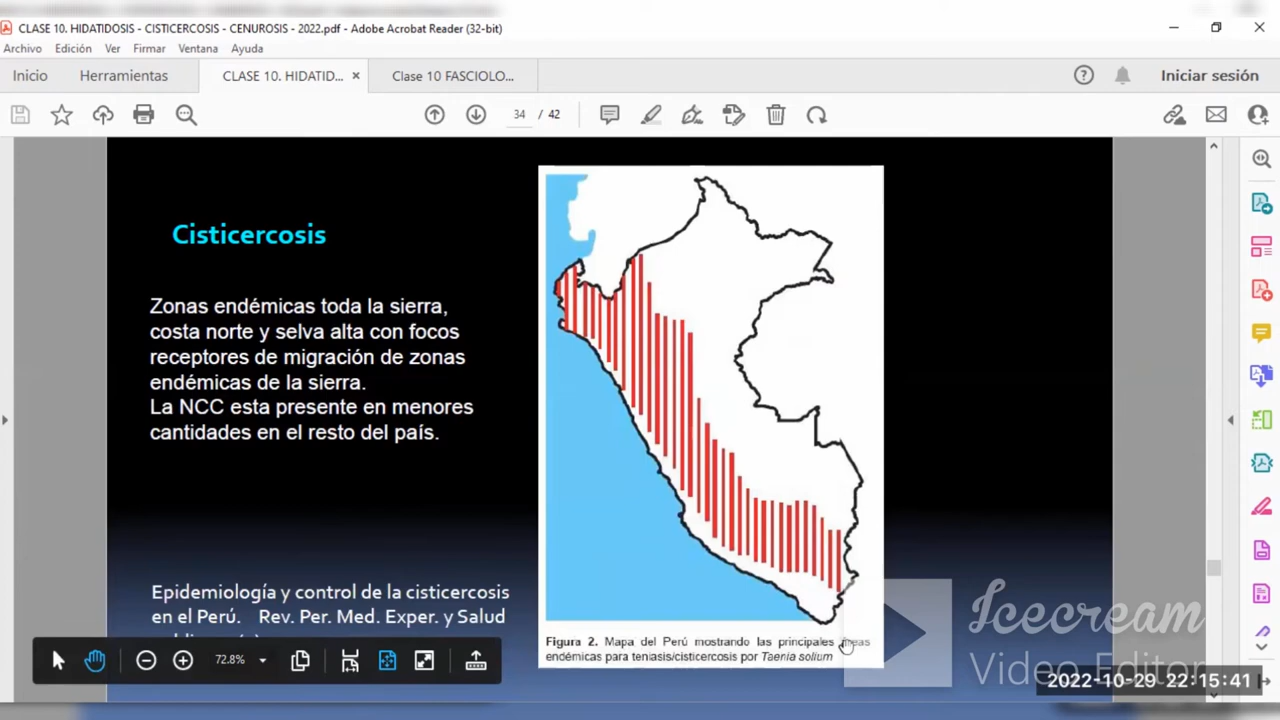 CLASE 10. HIDATIDOSIS - CISTICERCOSIS - CENUROSIS - 2022.pdf - Adobe Acrobat Reader (32-bit)
Archivo Edición Ver Firmar Ventana Ayuda
Inicio Herramientas CLASE 10. HIDATID... × Clase 10 FASCIOLO... Iniciar sesión
34 / 42
Cisticercosis
Zonas endémicas toda la sierra,
costa norte y selva alta con focos
receptores de migración de zonas
endémicas de la sierra.
La NCC esta presente en menores
cantidades en el resto del país.
Epidemiología y control de la cisticercosis
en el Perú. Rev. Per. Med. Exper. y Salud
Figura 2. Mapa del Perú mostrando las principales áreas
endémicas para teniasis/cisticercosis por Taenia solium
72.8%
Icecream
Video Editor
2022-10-29 22:15:41